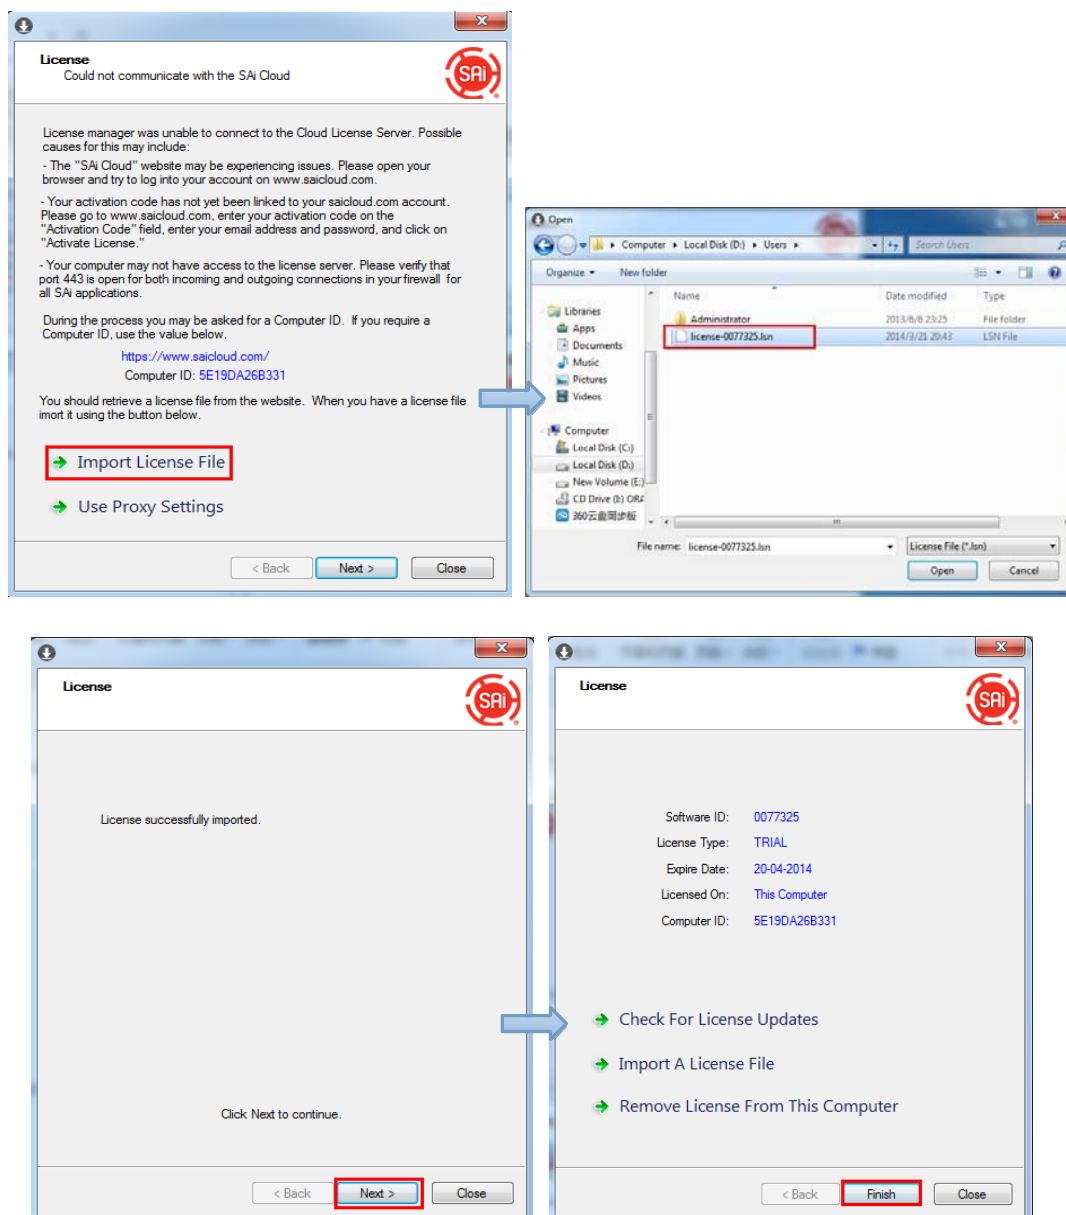 License
Could not communicate with the SAi Cloud
SAi
License manager was unable to connect to the Cloud License Server. Possible
causes for this may include:
- The "SAi Cloud" website may be experiencing issues. Please open your
browser and try to log into your account on www.saicloud.com.
- Your activation code has not yet been linked to your saicloud.com account.
Please go to www.saicloud.com, enter your activation code on the
"Activation Code" field, enter your email address and password, and click on
"Activate License."
- Your computer may not have access to the license server. Please verify that
port 443 is open for both incoming and outgoing connections in your firewall for
all SAi applications.
During the process you may be asked for a Computer ID. If you require a
Computer ID, use the value below.
https://www.saicloud.com/
Computer ID: 5E19DA26B331
You should retrieve a license file from the website. When you have a license file
imort it using the button below.
Import License File
Use Proxy Settings
< Back Next > Close
Open
Computer Local Disk (D:) Users Search Users
Organize New folder
Name Date modified Type
Libraries
Apps
Documents
Music
Pictures
Videos
Computer
Local Disk (C:)
Local Disk (D:)
New Volume (E:)
CD Drive (I:) ORA
360云盘同步版
Administrator 2013/6/6 23:25 File folder
license-0077325.lsn 2014/3/21 20:43 LSN File
File name: license-0077325.lsn License File (*.lsn)
Open Cancel
License
SAi
License successfully imported.
Click Next to continue.
< Back Next > Close
License
SAi
Software ID: 0077325
License Type: TRIAL
Expire Date: 20-04-2014
Licensed On: This Computer
Computer ID: 5E19DA26B331
Check For License Updates
Import A License File
Remove License From This Computer
< Back Finish Close